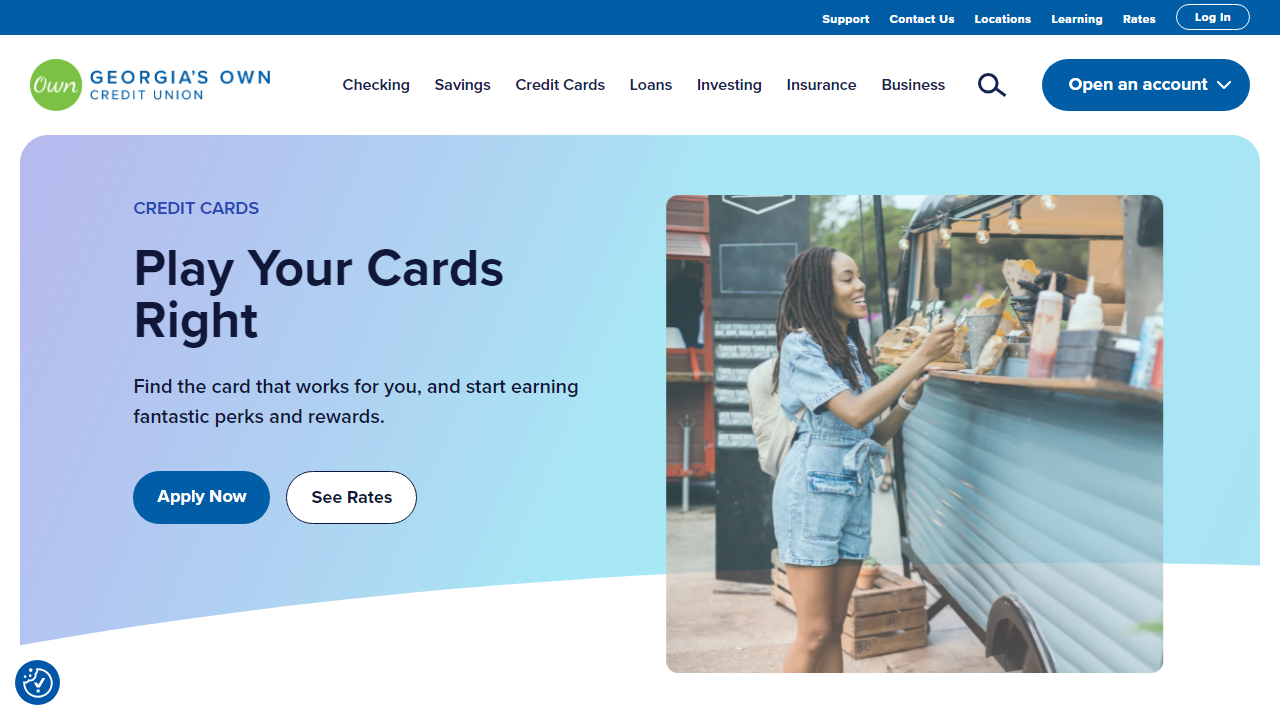 Support Contact Us Locations Learning Rates Log In
Own GEORGIA'S OWN
CREDIT UNION
Checking Savings Credit Cards Loans Investing Insurance Business Open an account
CREDIT CARDS
Play Your Cards
Right
Find the card that works for you, and start earning
fantastic perks and rewards.
Apply Now See Rates